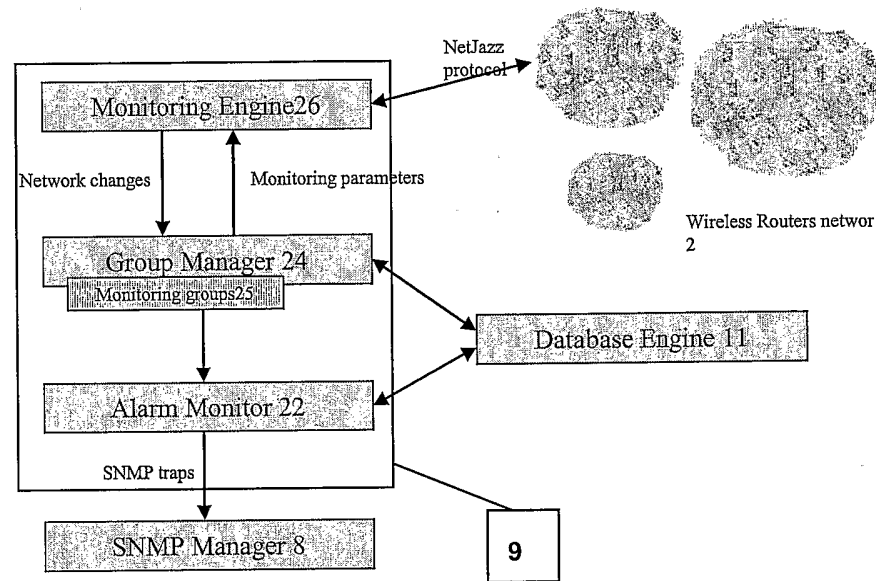 NetJazz
protocol
Monitoring Engine26
Network changes
Monitoring parameters
Wireless Routers networ
2
Group Manager 24
Monitoring groups25
Database Engine 11
Alarm Monitor 22
SNMP traps
SNMP Manager 8
9